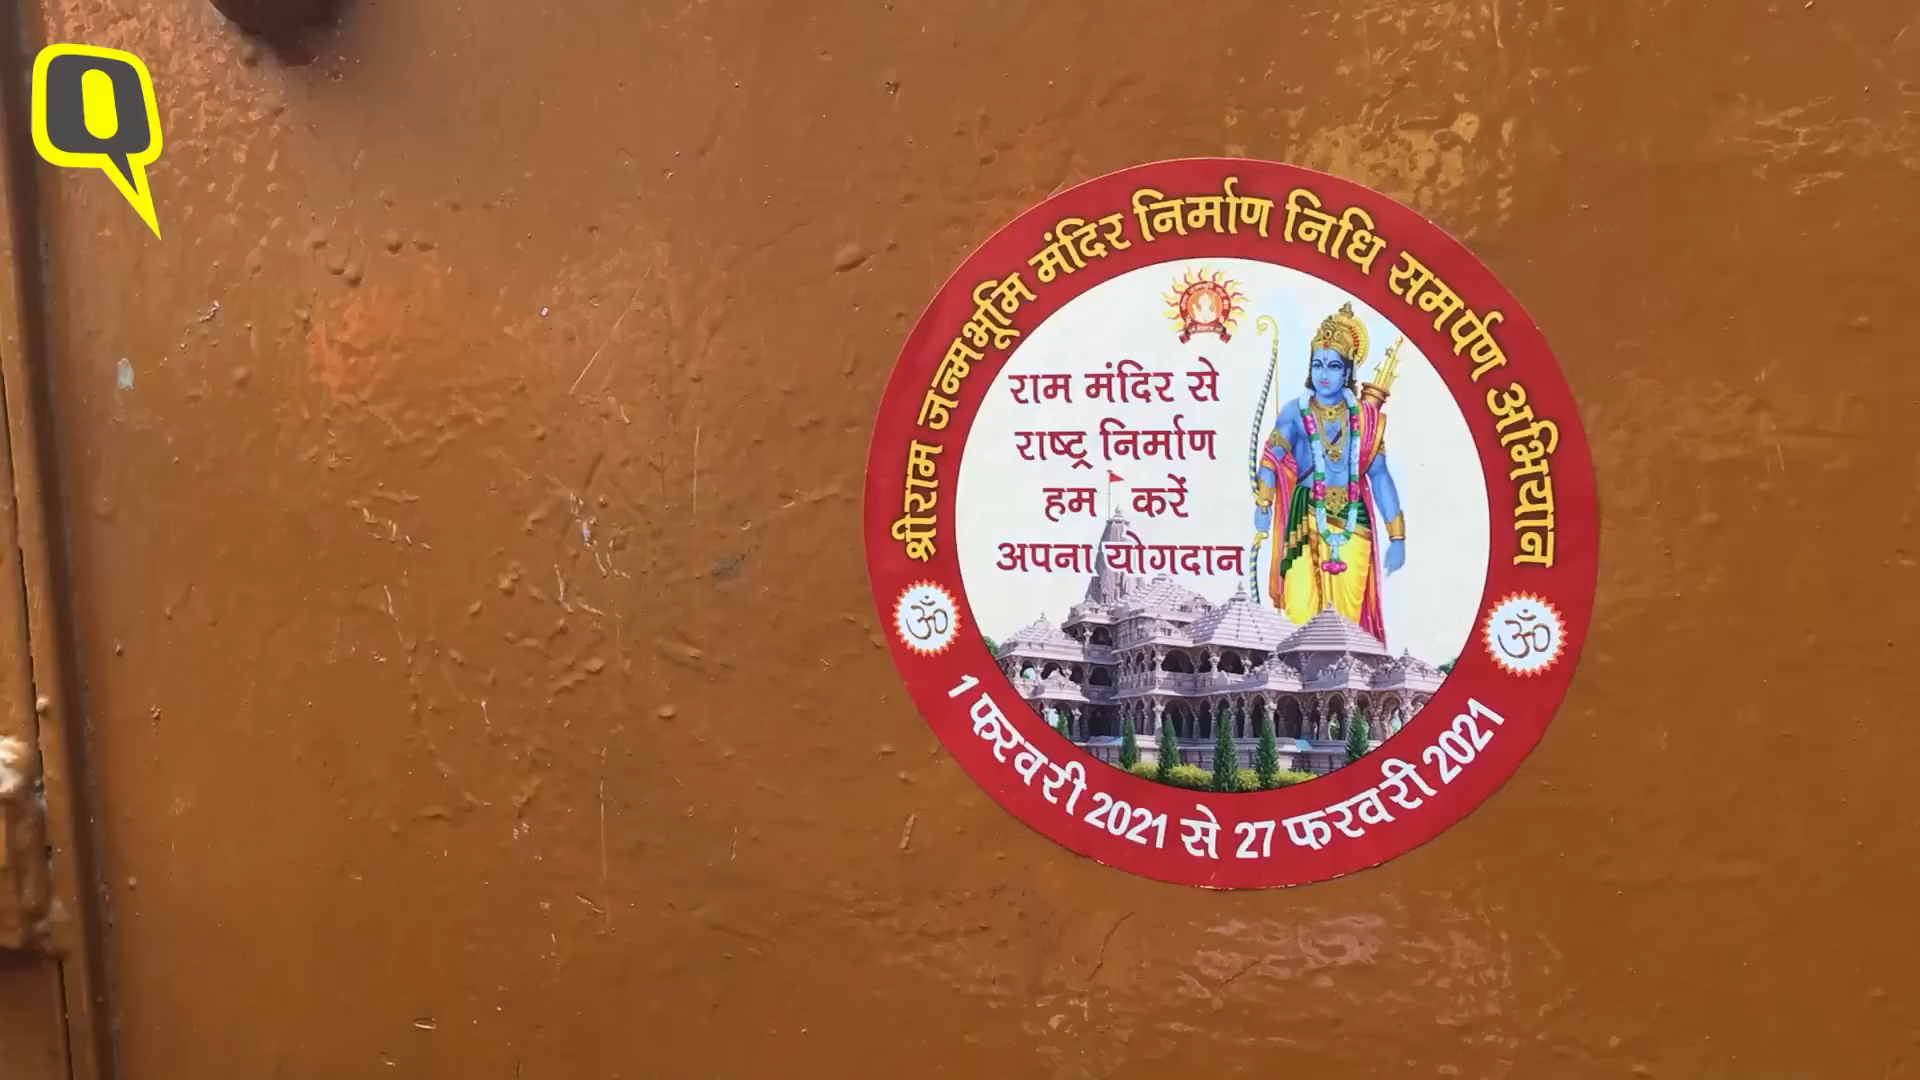 Q
श्रीराम जन्मभूमि मंदिर निर्माण निधि समर्पण अभियान
राम मंदिर से
राष्ट्र निर्माण
हम करें
अपना योगदान
ॐ
ॐ
1 फरवरी 2021 से 27 फरवरी 2021